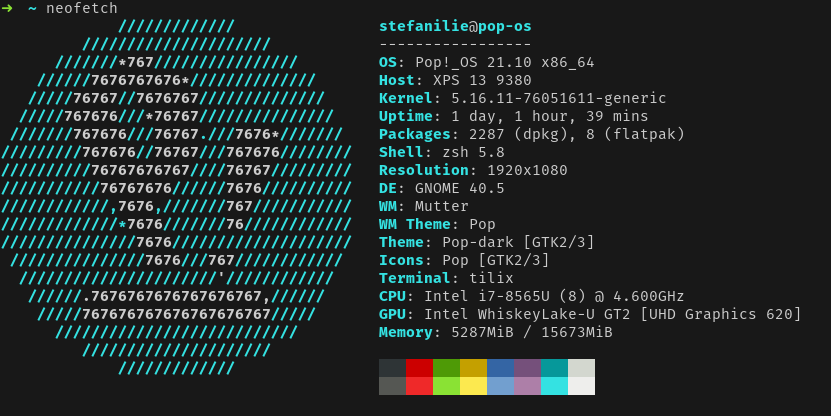 → ~ neofetch
/////////////
/////////////////////
///////*767////////////////
//////7676767676*//////////////
/////76767//7676767//////////////
/////767676///*76767///////////////
///////767676///76767.///7676*///////
/////////767676//76767///767676////////
//////////76767676767////76767/////////
///////////76767676//////7676//////////
////////////,7676,///////767///////////
/////////////*7676///////76////////////
///////////////7676////////////////////
///////////////7676///767////////////
//////////////////////'////////////
//////.7676767676767676767,//////
/////767676767676767676767/////
///////////////////////////
/////////////////////
/////////////
stefanilie@pop-os
-----------------
OS: Pop!_OS 21.10 x86_64
Host: XPS 13 9380
Kernel: 5.16.11-76051611-generic
Uptime: 1 day, 1 hour, 39 mins
Packages: 2287 (dpkg), 8 (flatpak)
Shell: zsh 5.8
Resolution: 1920x1080
DE: GNOME 40.5
WM: Mutter
WM Theme: Pop
Theme: Pop-dark [GTK2/3]
Icons: Pop [GTK2/3]
Terminal: tilix
CPU: Intel i7-8565U (8) @ 4.600GHz
GPU: Intel WhiskeyLake-U GT2 [UHD Graphics 620]
Memory: 5287MiB / 15673MiB